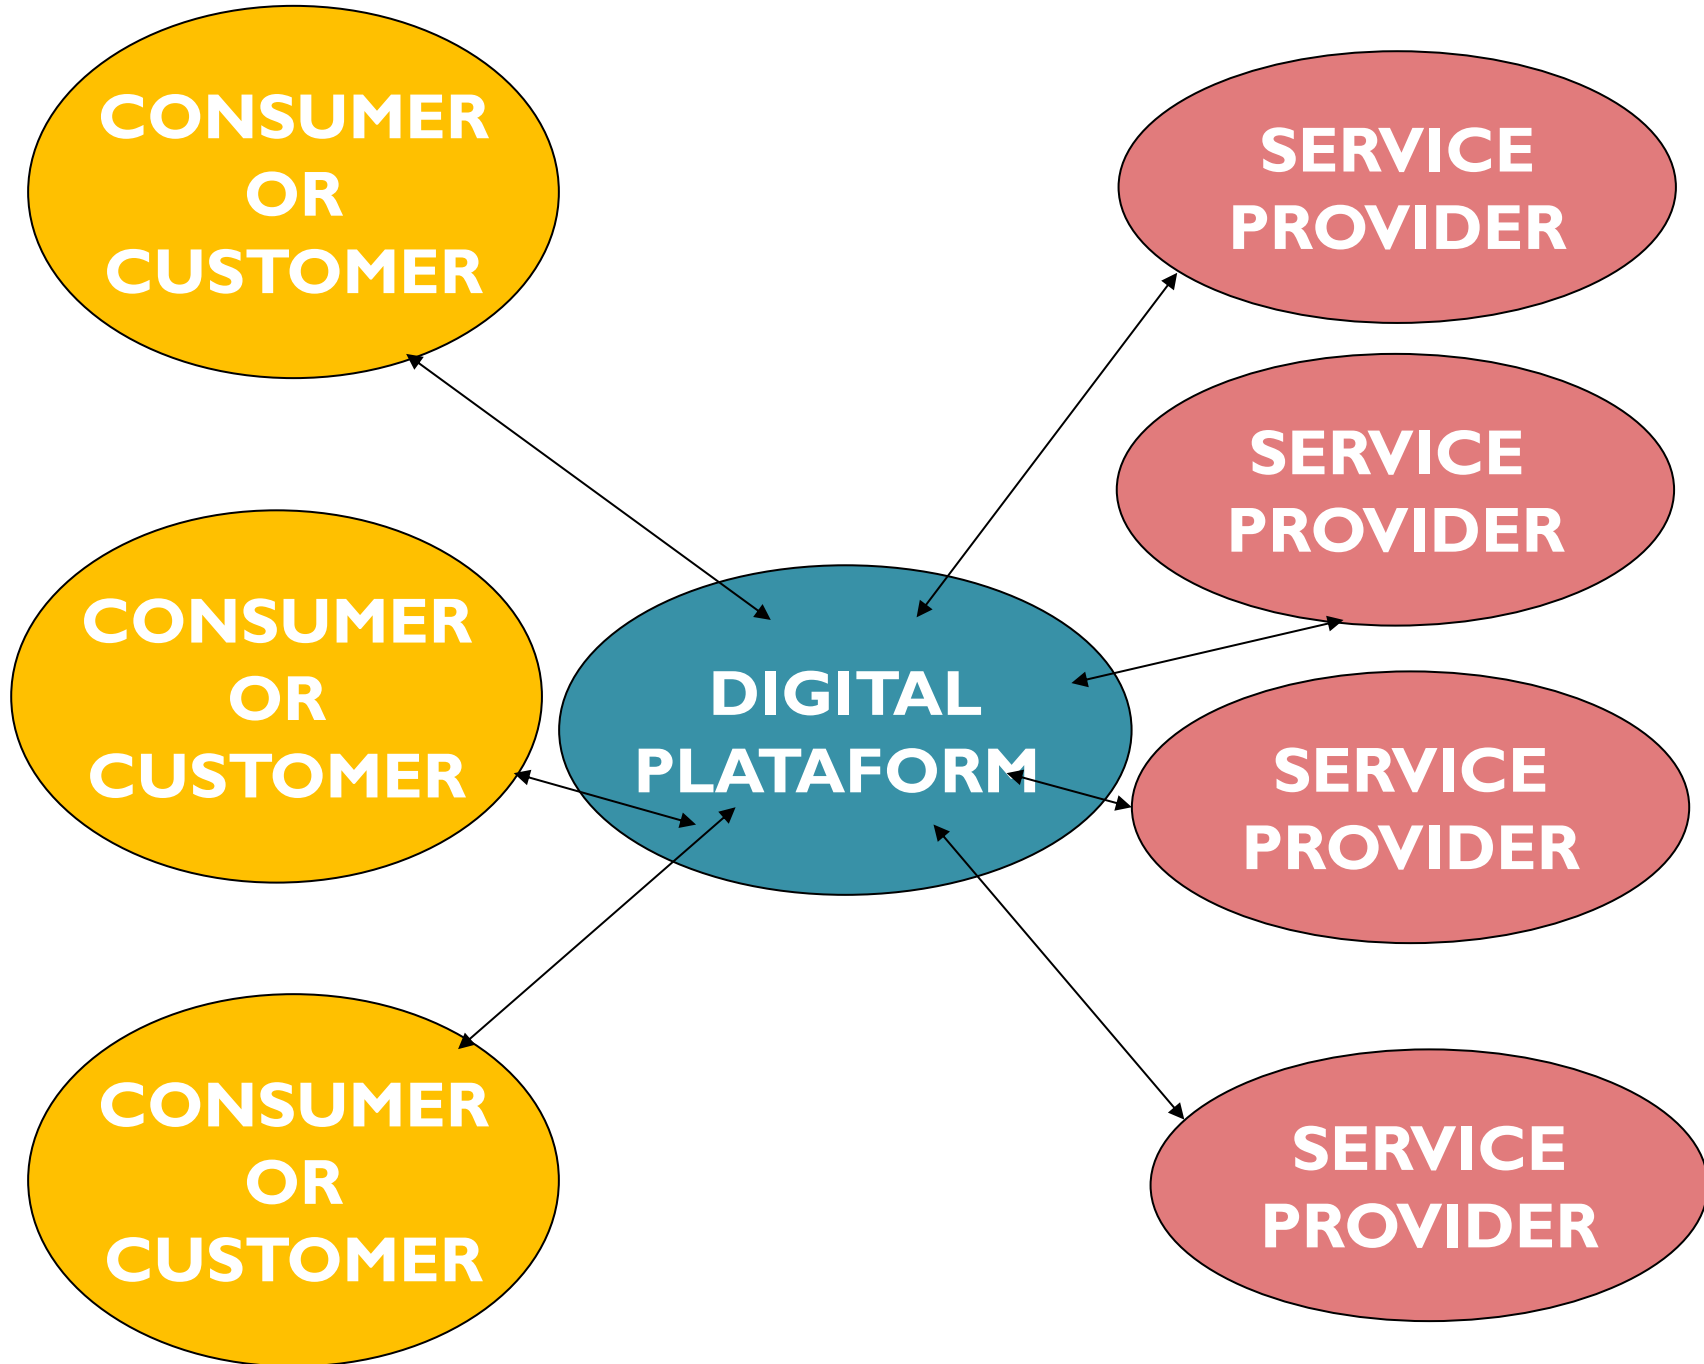 CONSUMER
OR
CUSTOMER
SERVICE
PROVIDER
SERVICE
PROVIDER
CONSUMER
OR
CUSTOMER
DIGITAL
PLATAFORM
SERVICE
PROVIDER
CONSUMER
OR
CUSTOMER
SERVICE
PROVIDER